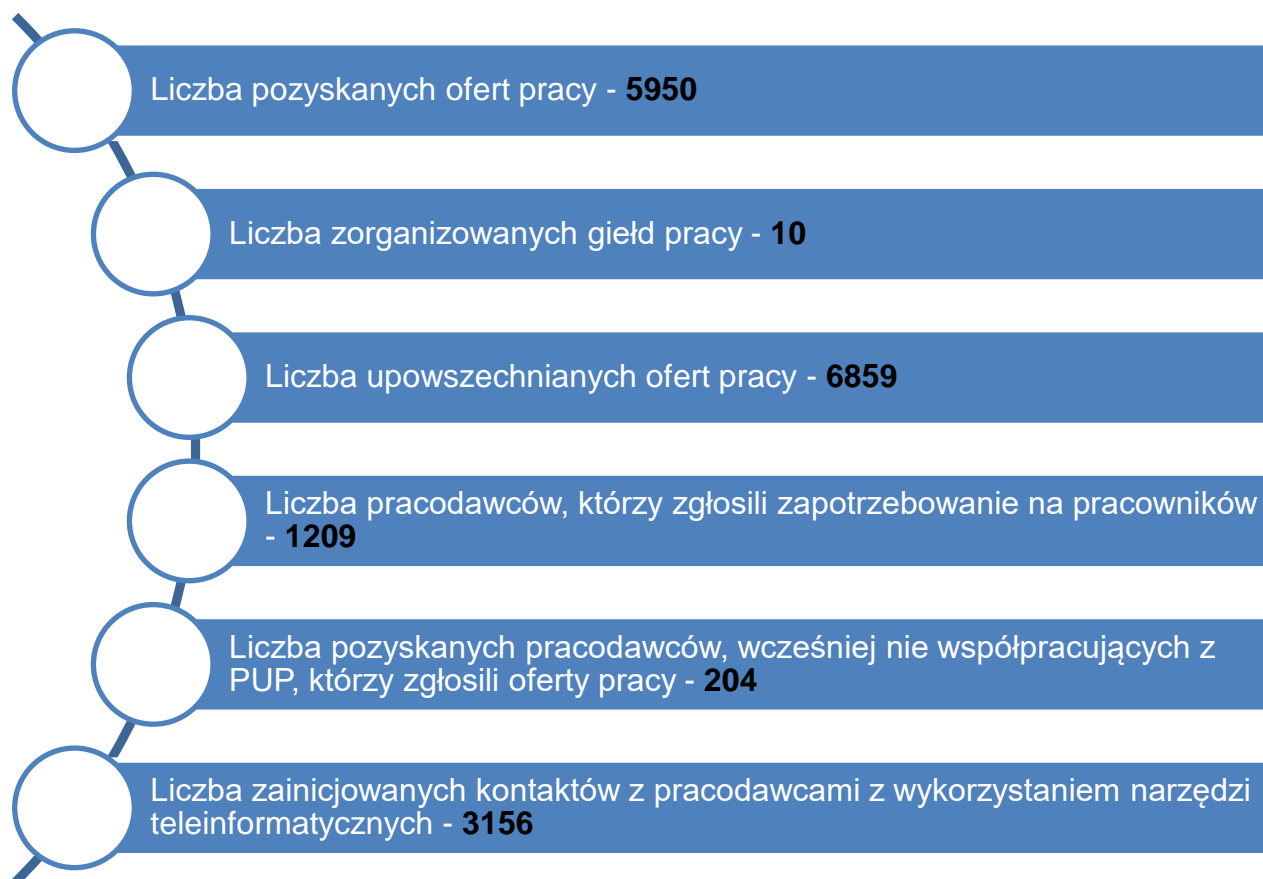 Liczba pozyskanych ofert pracy - 5950
Liczba zorganizowanych giełd pracy - 10
Liczba upowszechnianych ofert pracy - 6859
Liczba pracodawców, którzy zgłosili zapotrzebowanie na pracowników
- 1209
Liczba pozyskanych pracodawców, wcześniej nie współpracujących z
PUP, którzy zgłosili oferty pracy - 204
Liczba zainicjowanych kontaktów z pracodawcami z wykorzystaniem narzędzi
teleinformatycznych - 3156